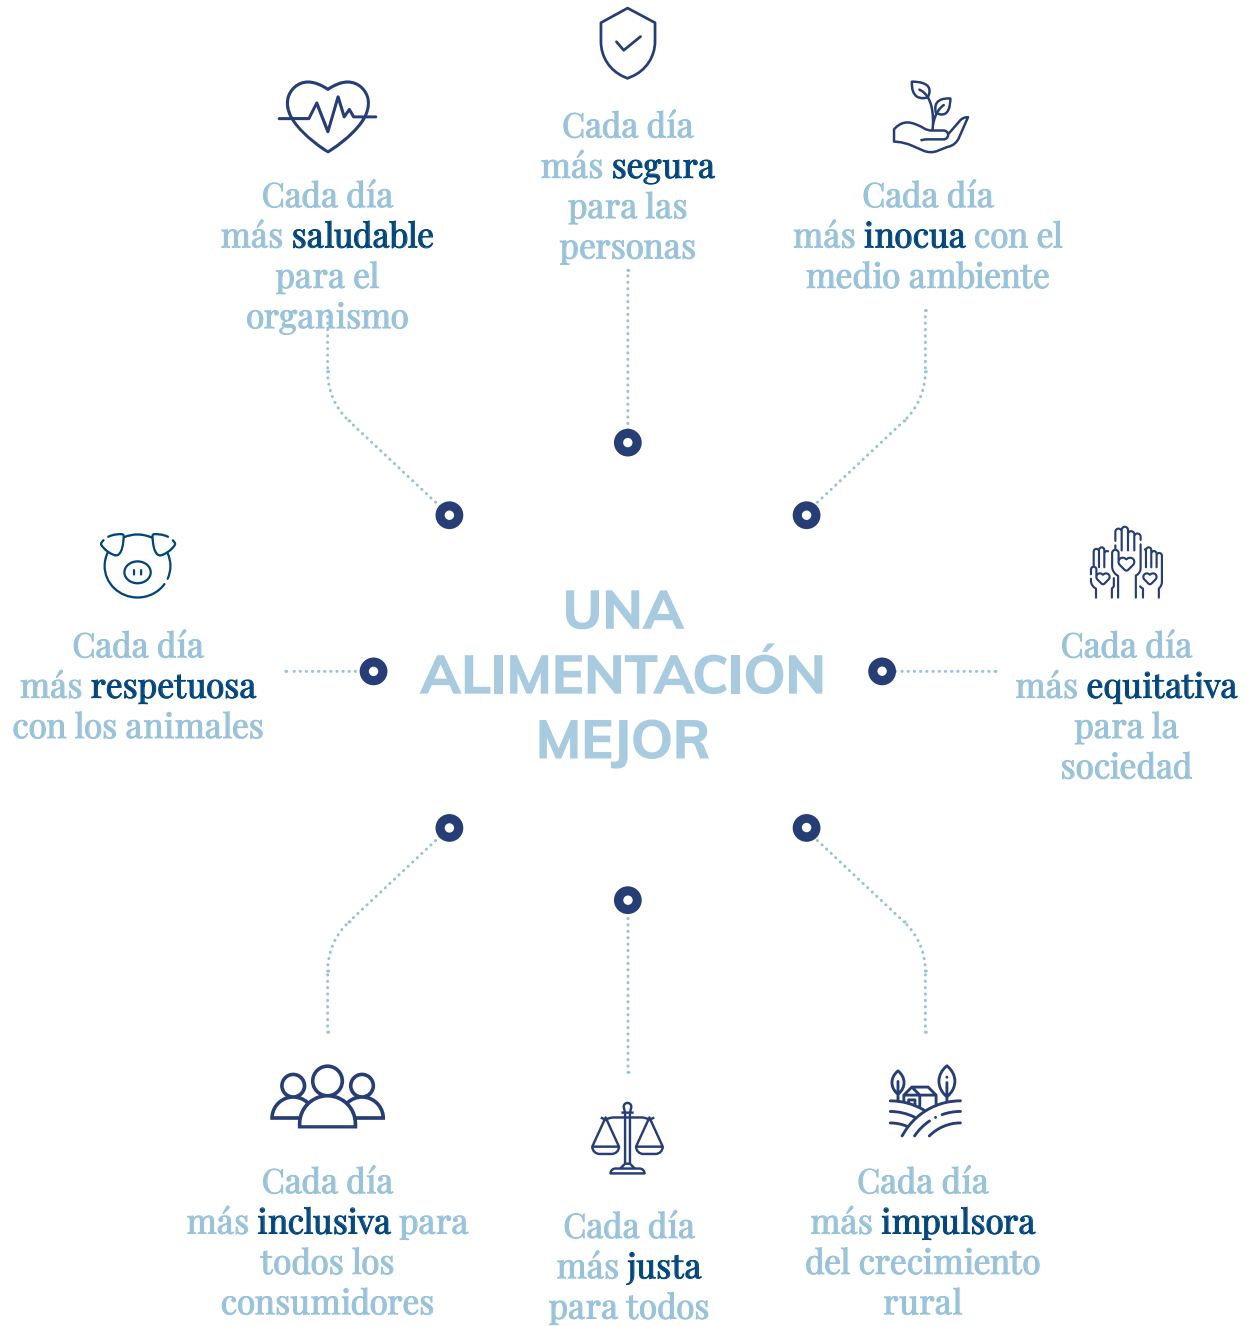 Cada día
más segura
para las
personas
Cada día
más saludable
para el
organismo
Cada día
más inocua con el
medio ambiente
Cada día
más respetuosa
con los animales
UNA
ALIMENTACIÓN
MEJOR
Cada día
más equitativa
para la
sociedad
Cada día
más inclusiva para
todos los
consumidores
Cada día
más justa
para todos
Cada día
más impulsora
del crecimiento
rural